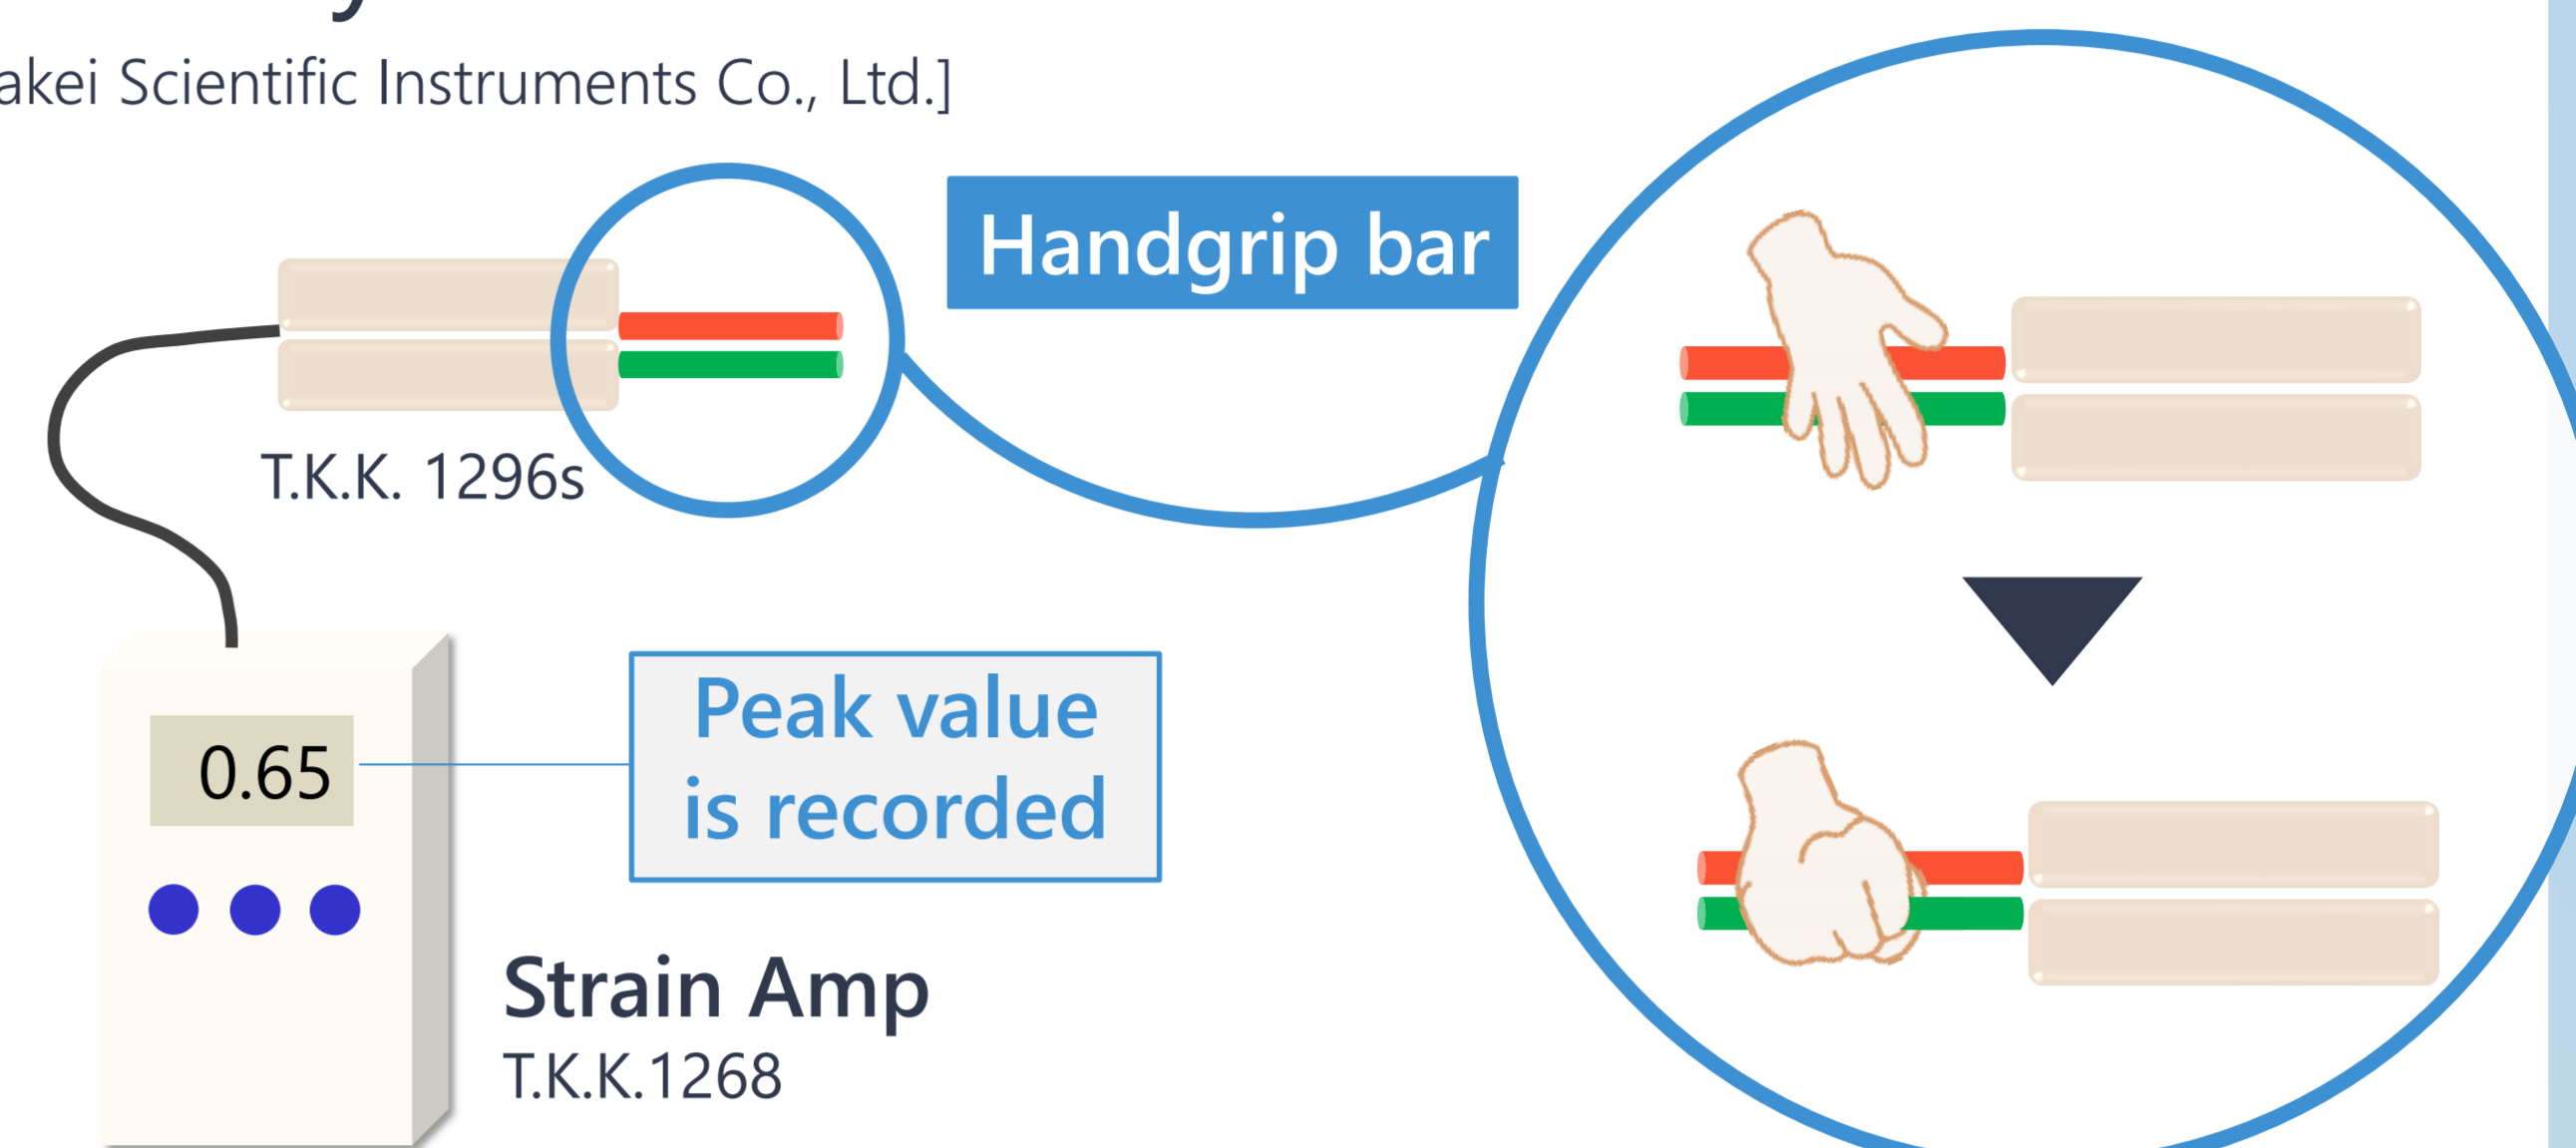 akei Scientific Instruments Co., Ltd.]
Handgrip bar
T.K.K. 1296s
0.65
Peak value
is recorded
Strain Amp
T.K.K.1268